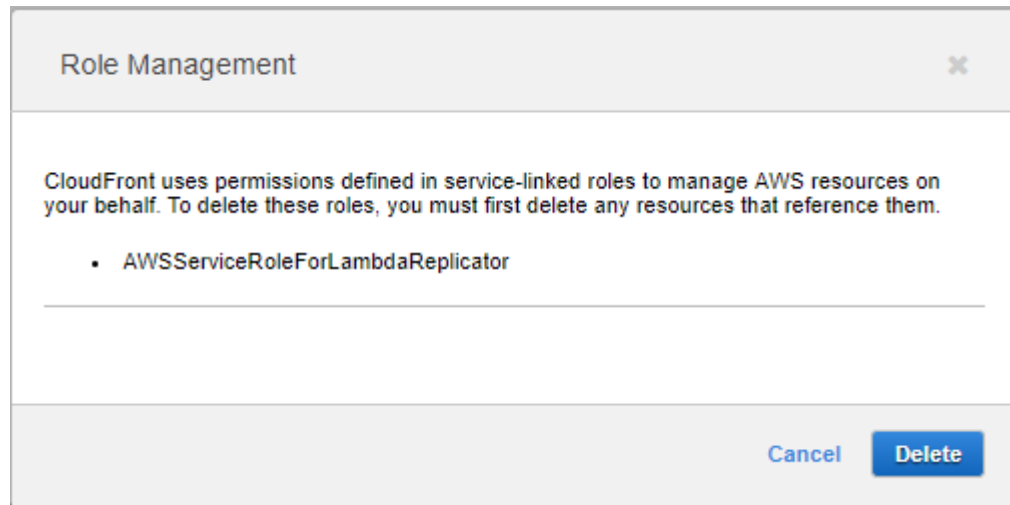 Role Management
CloudFront uses permissions defined in service-linked roles to manage AWS resources on
your behalf. To delete these roles, you must first delete any resources that reference them.
• AWSServiceRoleForLambdaReplicator
Cancel Delete